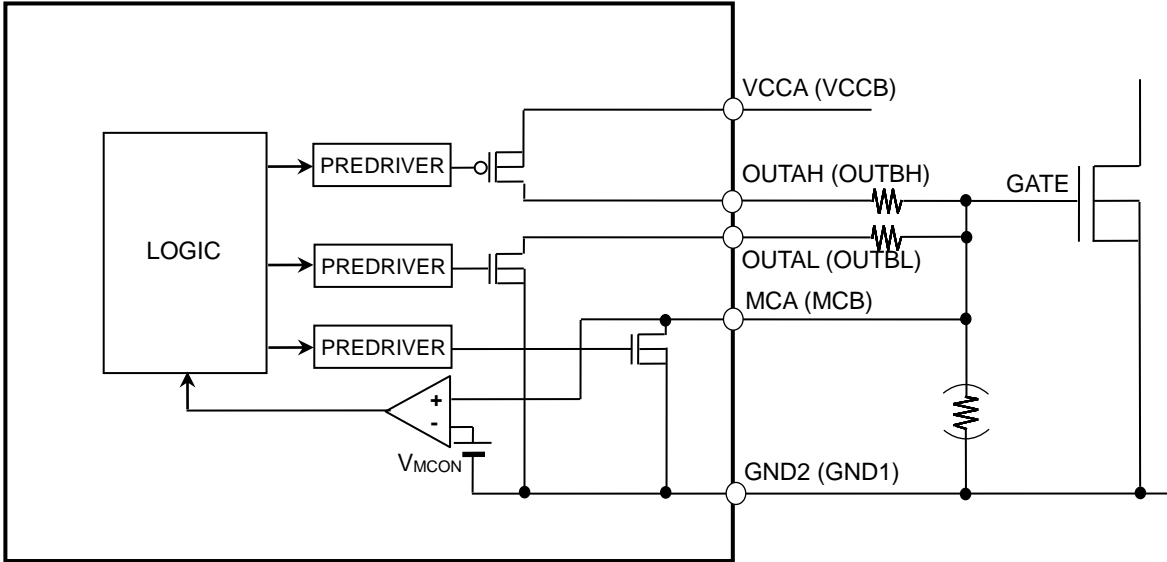 VCCA (VCCB)
PREDRIVER
OUTAH (OUTBH)
GATE
LOGIC
PREDRIVER
OUTAL (OUTBL)
MCA (MCB)
PREDRIVER
+
-
VMCON
GND2 (GND1)